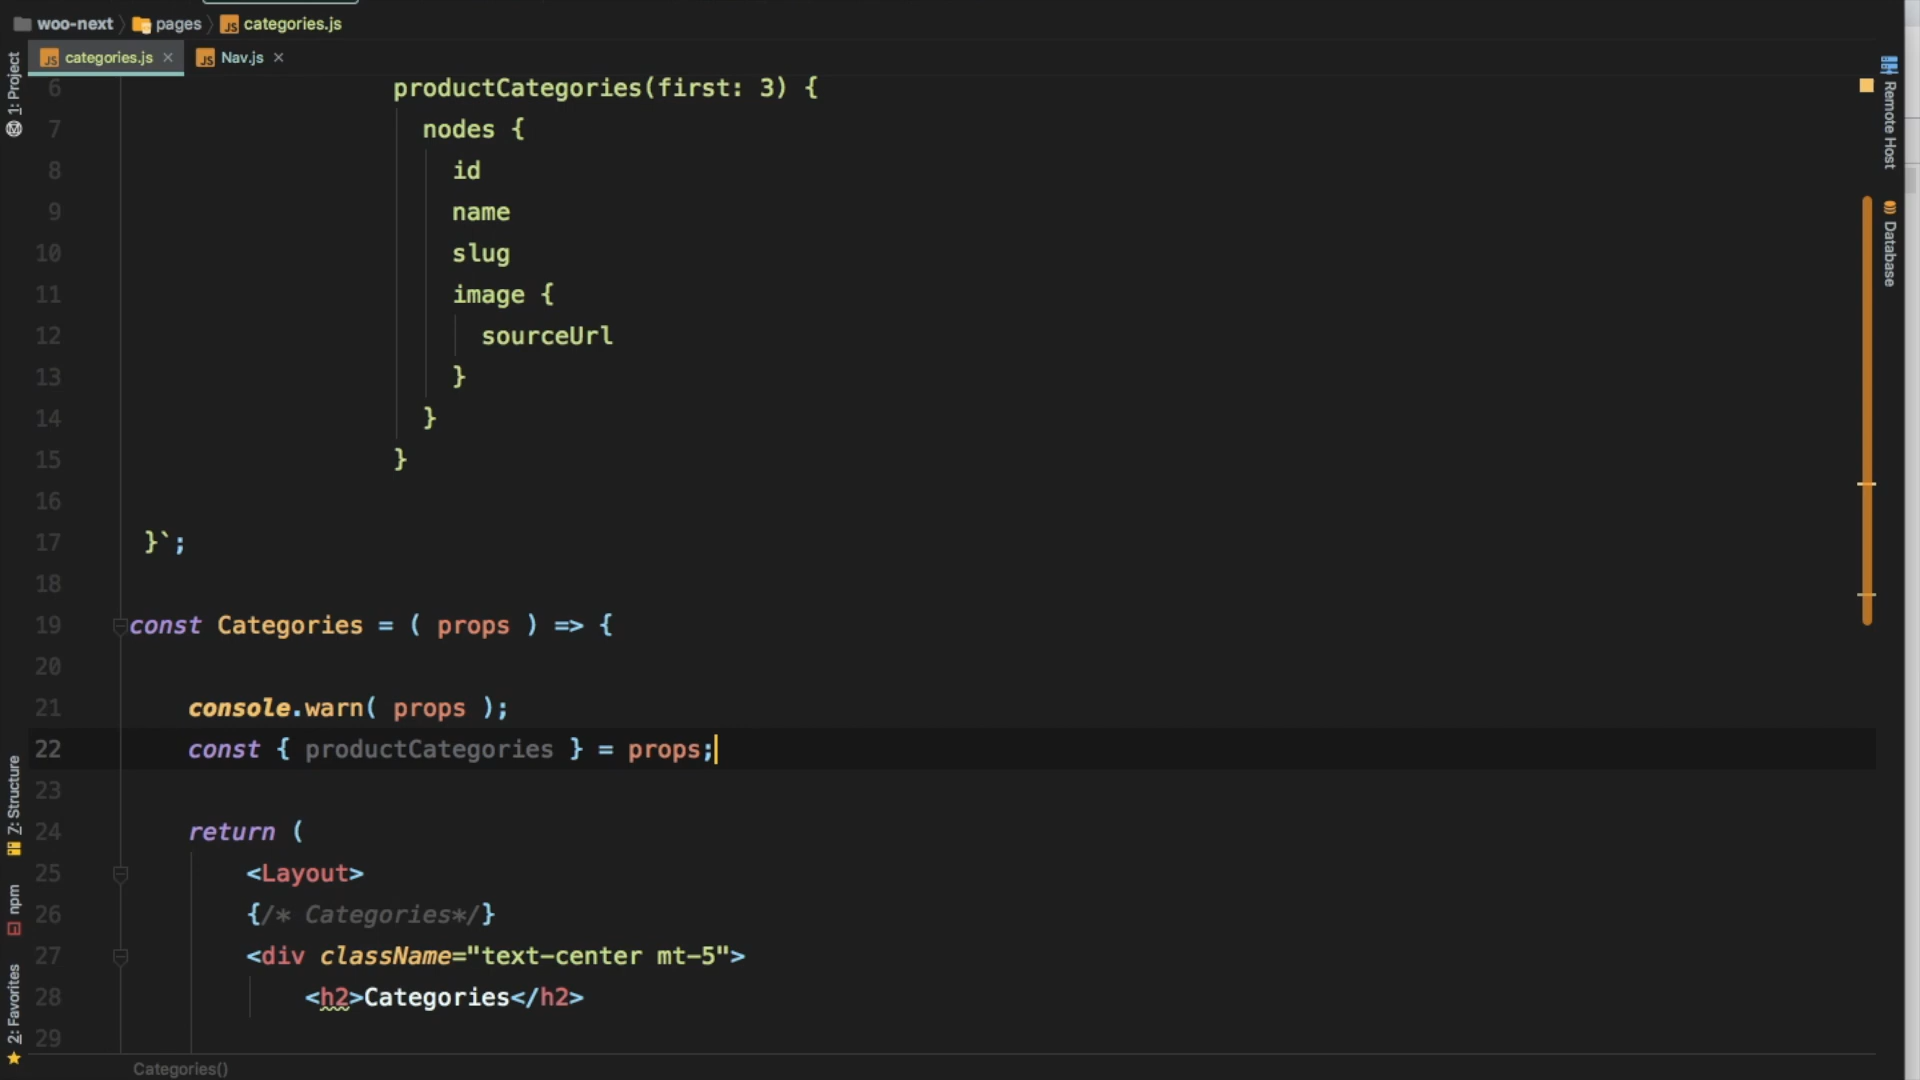 woo-next pages categories.js
categories.js Nav.js
1: Project
Z: Structure
npm
2: Favorites
6 productCategories(first: 3) {
7 nodes {
8 id
9 name
10 slug
11 image {
12 sourceUrl
13 }
14 }
15 }
16
17 }`;
18
19 const Categories = ( props ) => {
20
21 console.warn( props );
22 const { productCategories } = props;
23
24 return (
25 <Layout>
26 {/* Categories*/}
27 <div className="text-center mt-5">
28 <h2>Categories</h2>
29
Categories()
Remote Host
Database